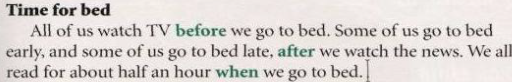 Time for bed
All of us watch TV before we go to bed. Some of us go to bed
early, and some of us go to bed late, after we watch the news. We all
read for about half an hour when we go to bed.